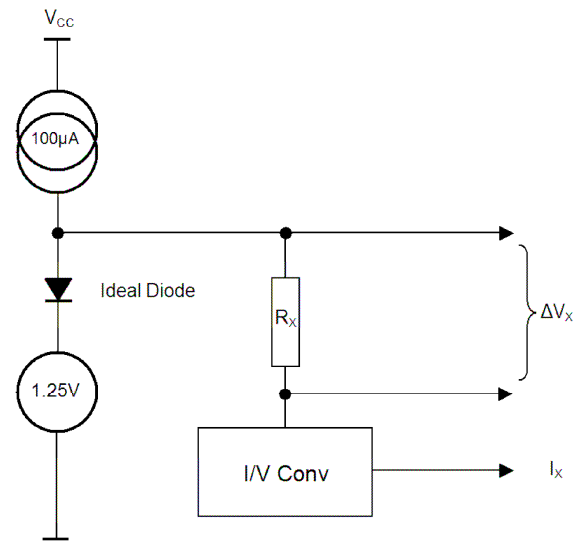 VCC
100µA
Ideal Diode
RX
ΔVX
1.25V
I/V Conv
IX